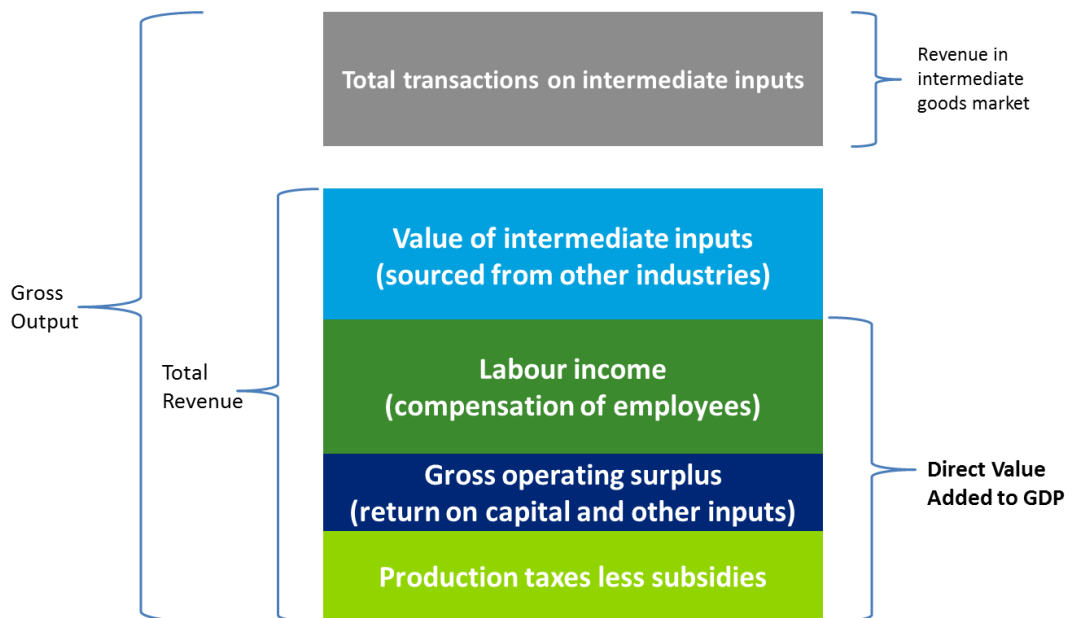 Total transactions on intermediate inputs
Revenue in
intermediate
goods market
Value of intermediate inputs
(sourced from other industries)
Gross
Output
Total
Revenue
Labour income
(compensation of employees)
Gross operating surplus
(return on capital and other inputs)
Direct Value
Added to GDP
Production taxes less subsidies